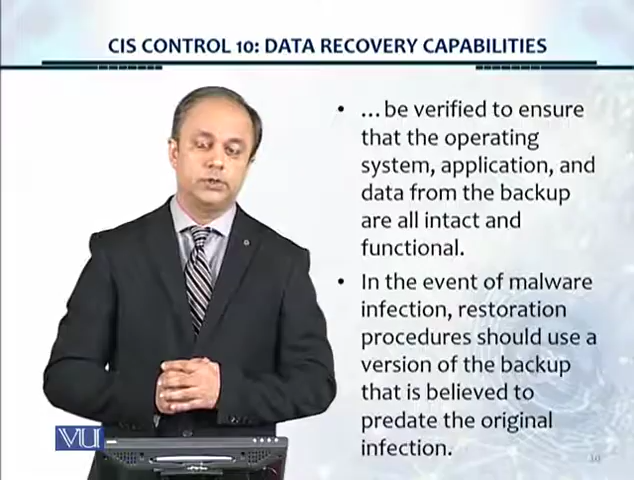 CIS CONTROL 10: DATA RECOVERY CAPABILITIES
• …be verified to ensure
that the operating
system, application, and
data from the backup
are all intact and
functional.
• In the event of malware
infection, restoration
procedures should use a
version of the backup
that is believed to
predate the original
infection.
VU